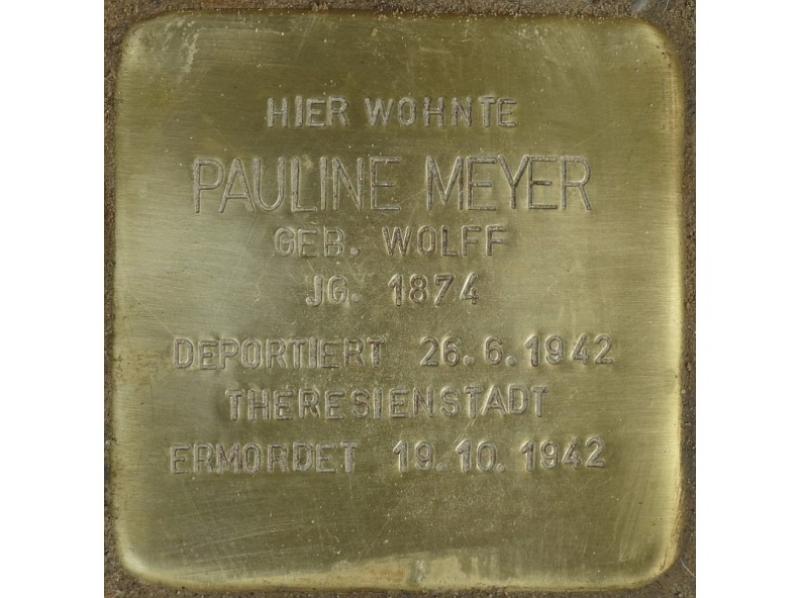 HIER WOHNTE
PAULINE MEYER
GEB. WOLFF
JG. 1874
DEPORTIERT 26.6.1942
THERESIENSTADT
ERMORDET 19.10.1942